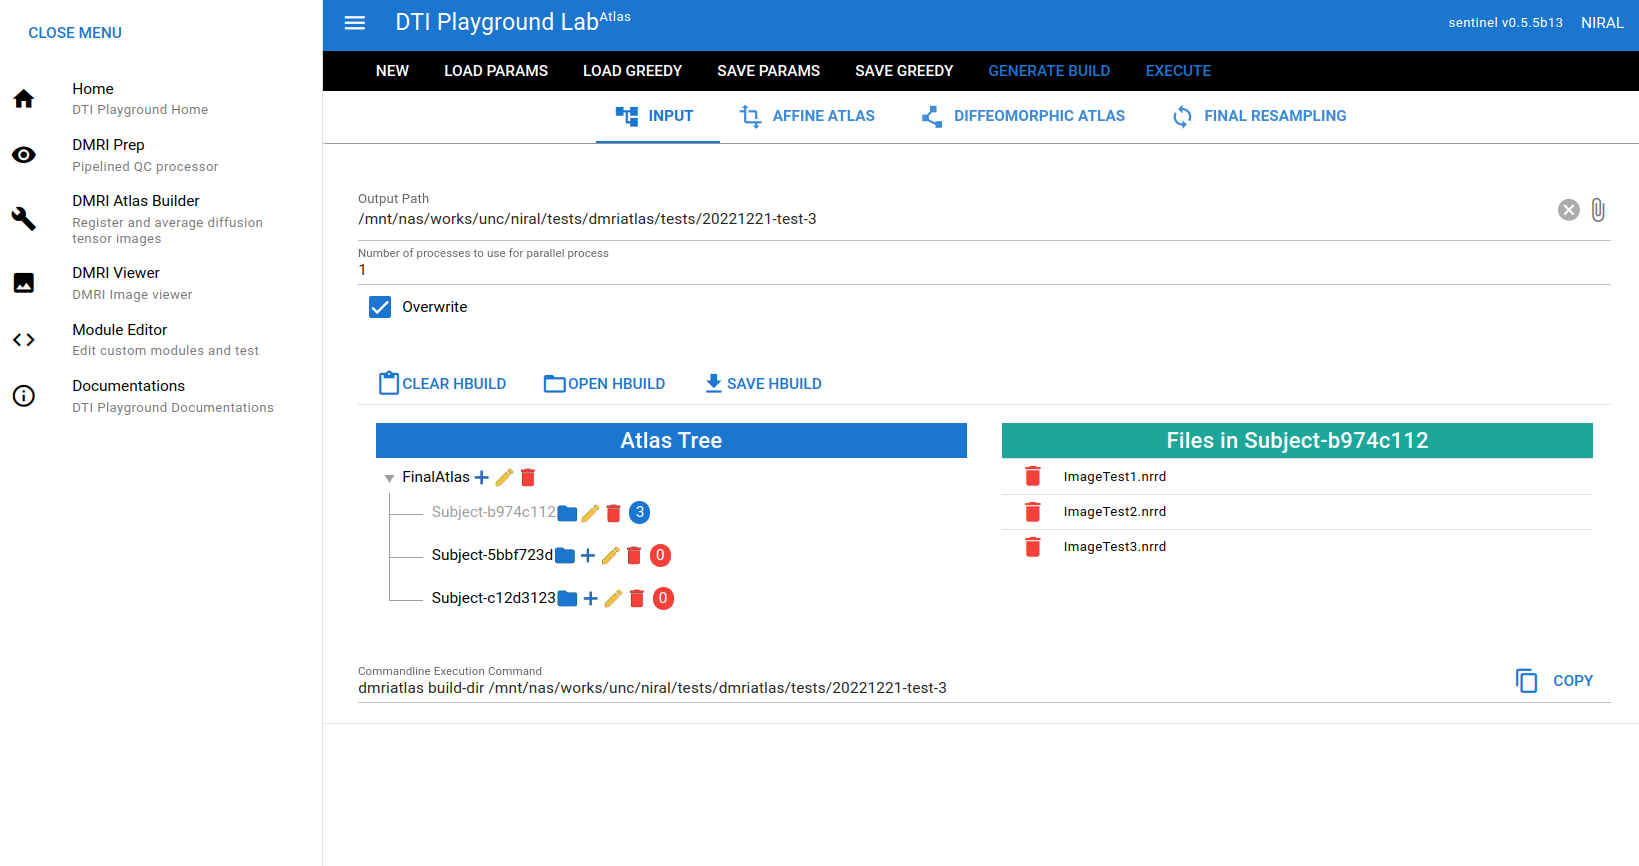 CLOSE MENU
Home
DTI Playground Home
DMRI Prep
Pipelined QC processor
DMRI Atlas Builder
Register and average diffusion
tensor images
DMRI Viewer
DMRI Image viewer
Module Editor
Edit custom modules and test
Documentations
DTI Playground Documentations
DTI Playground Lab Atlas
sentinel v0.5.5b13 NIRAL
NEW LOAD PARAMS LOAD GREEDY SAVE PARAMS SAVE GREEDY GENERATE BUILD EXECUTE
INPUT AFFINE ATLAS DIFFEOMORPHIC ATLAS FINAL RESAMPLING
Output Path
/mnt/nas/works/unc/niral/tests/dmriatlas/tests/20221221-test-3
Number of processes to use for parallel process
1
Overwrite
CLEAR HBUILD OPEN HBUILD SAVE HBUILD
Atlas Tree
FinalAtlas
Subject-b974c112 3
Subject-5bbf723d 0
Subject-c12d3123 0
Files in Subject-b974c112
ImageTest1.nrrd
ImageTest2.nrrd
ImageTest3.nrrd
Commandline Execution Command
dmriatlas build-dir /mnt/nas/works/unc/niral/tests/dmriatlas/tests/20221221-test-3
COPY